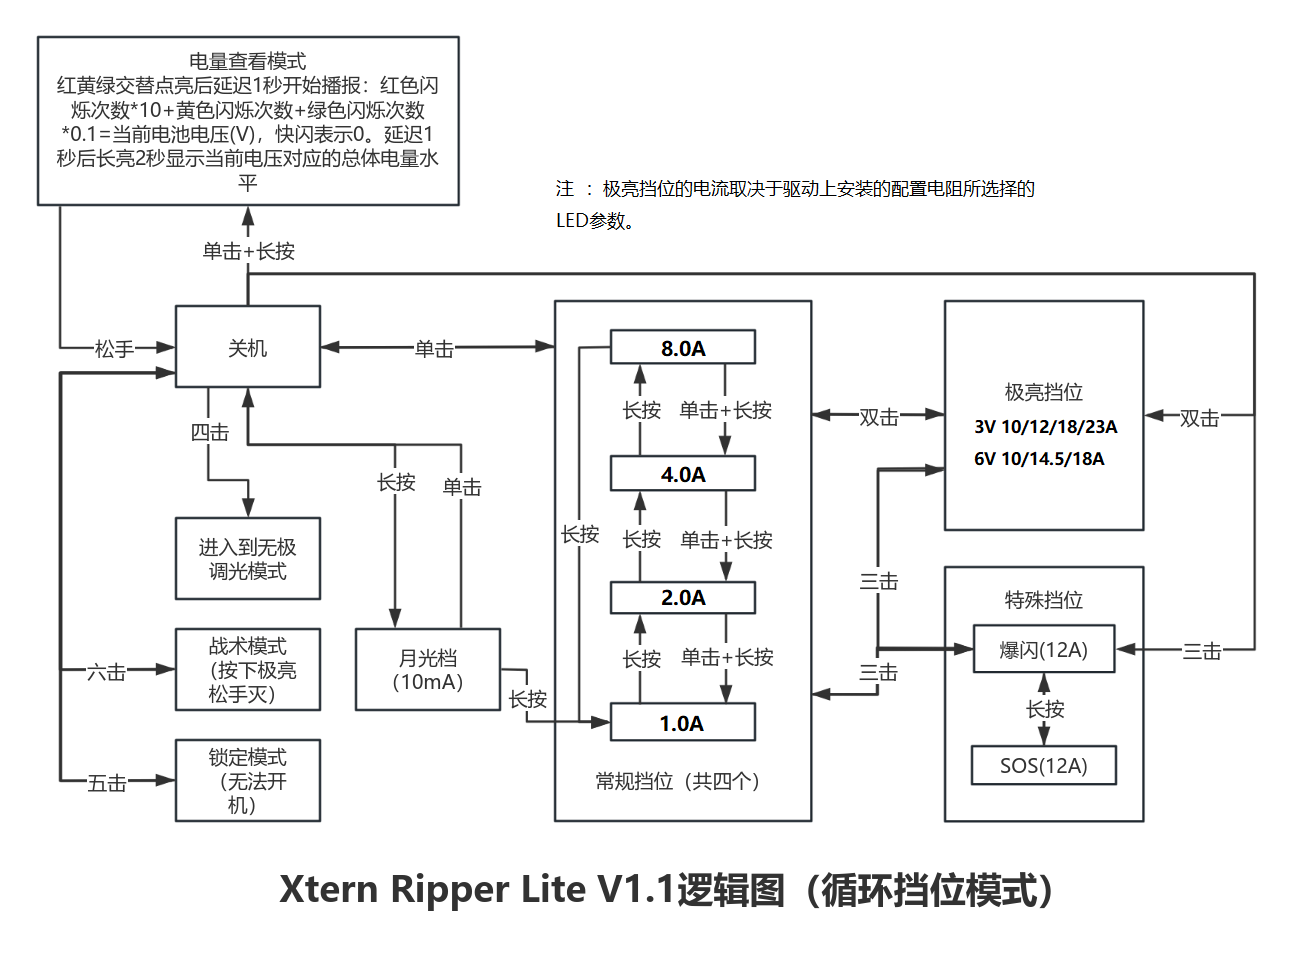 电量查看模式
红黄绿交替点亮后延迟1秒开始播报：红色闪
烁次数*10+黄色闪烁次数+绿色闪烁次数
*0.1=当前电池电压(V)，快闪表示0。延迟1
秒后长亮2秒显示当前电压对应的总体电量水
平
注 ：极亮挡位的电流取决于驱动上安装的配置电阻所选择的
LED参数。
单击+长按
松手
关机
单击
四击
长按
单击
进入到无极
调光模式
战术模式
（按下极亮
松手灭）
六击
锁定模式
（无法开
机）
五击
月光档
（10mA）
长按
8.0A
长按
单击+长按
4.0A
长按
长按
单击+长按
2.0A
长按
单击+长按
1.0A
常规挡位（共四个）
双击
三击
三击
极亮挡位
3V 10/12/18/23A
6V 10/14.5/18A
双击
特殊挡位
爆闪(12A)
三击
长按
SOS(12A)
Xtern Ripper Lite V1.1逻辑图（循环挡位模式）